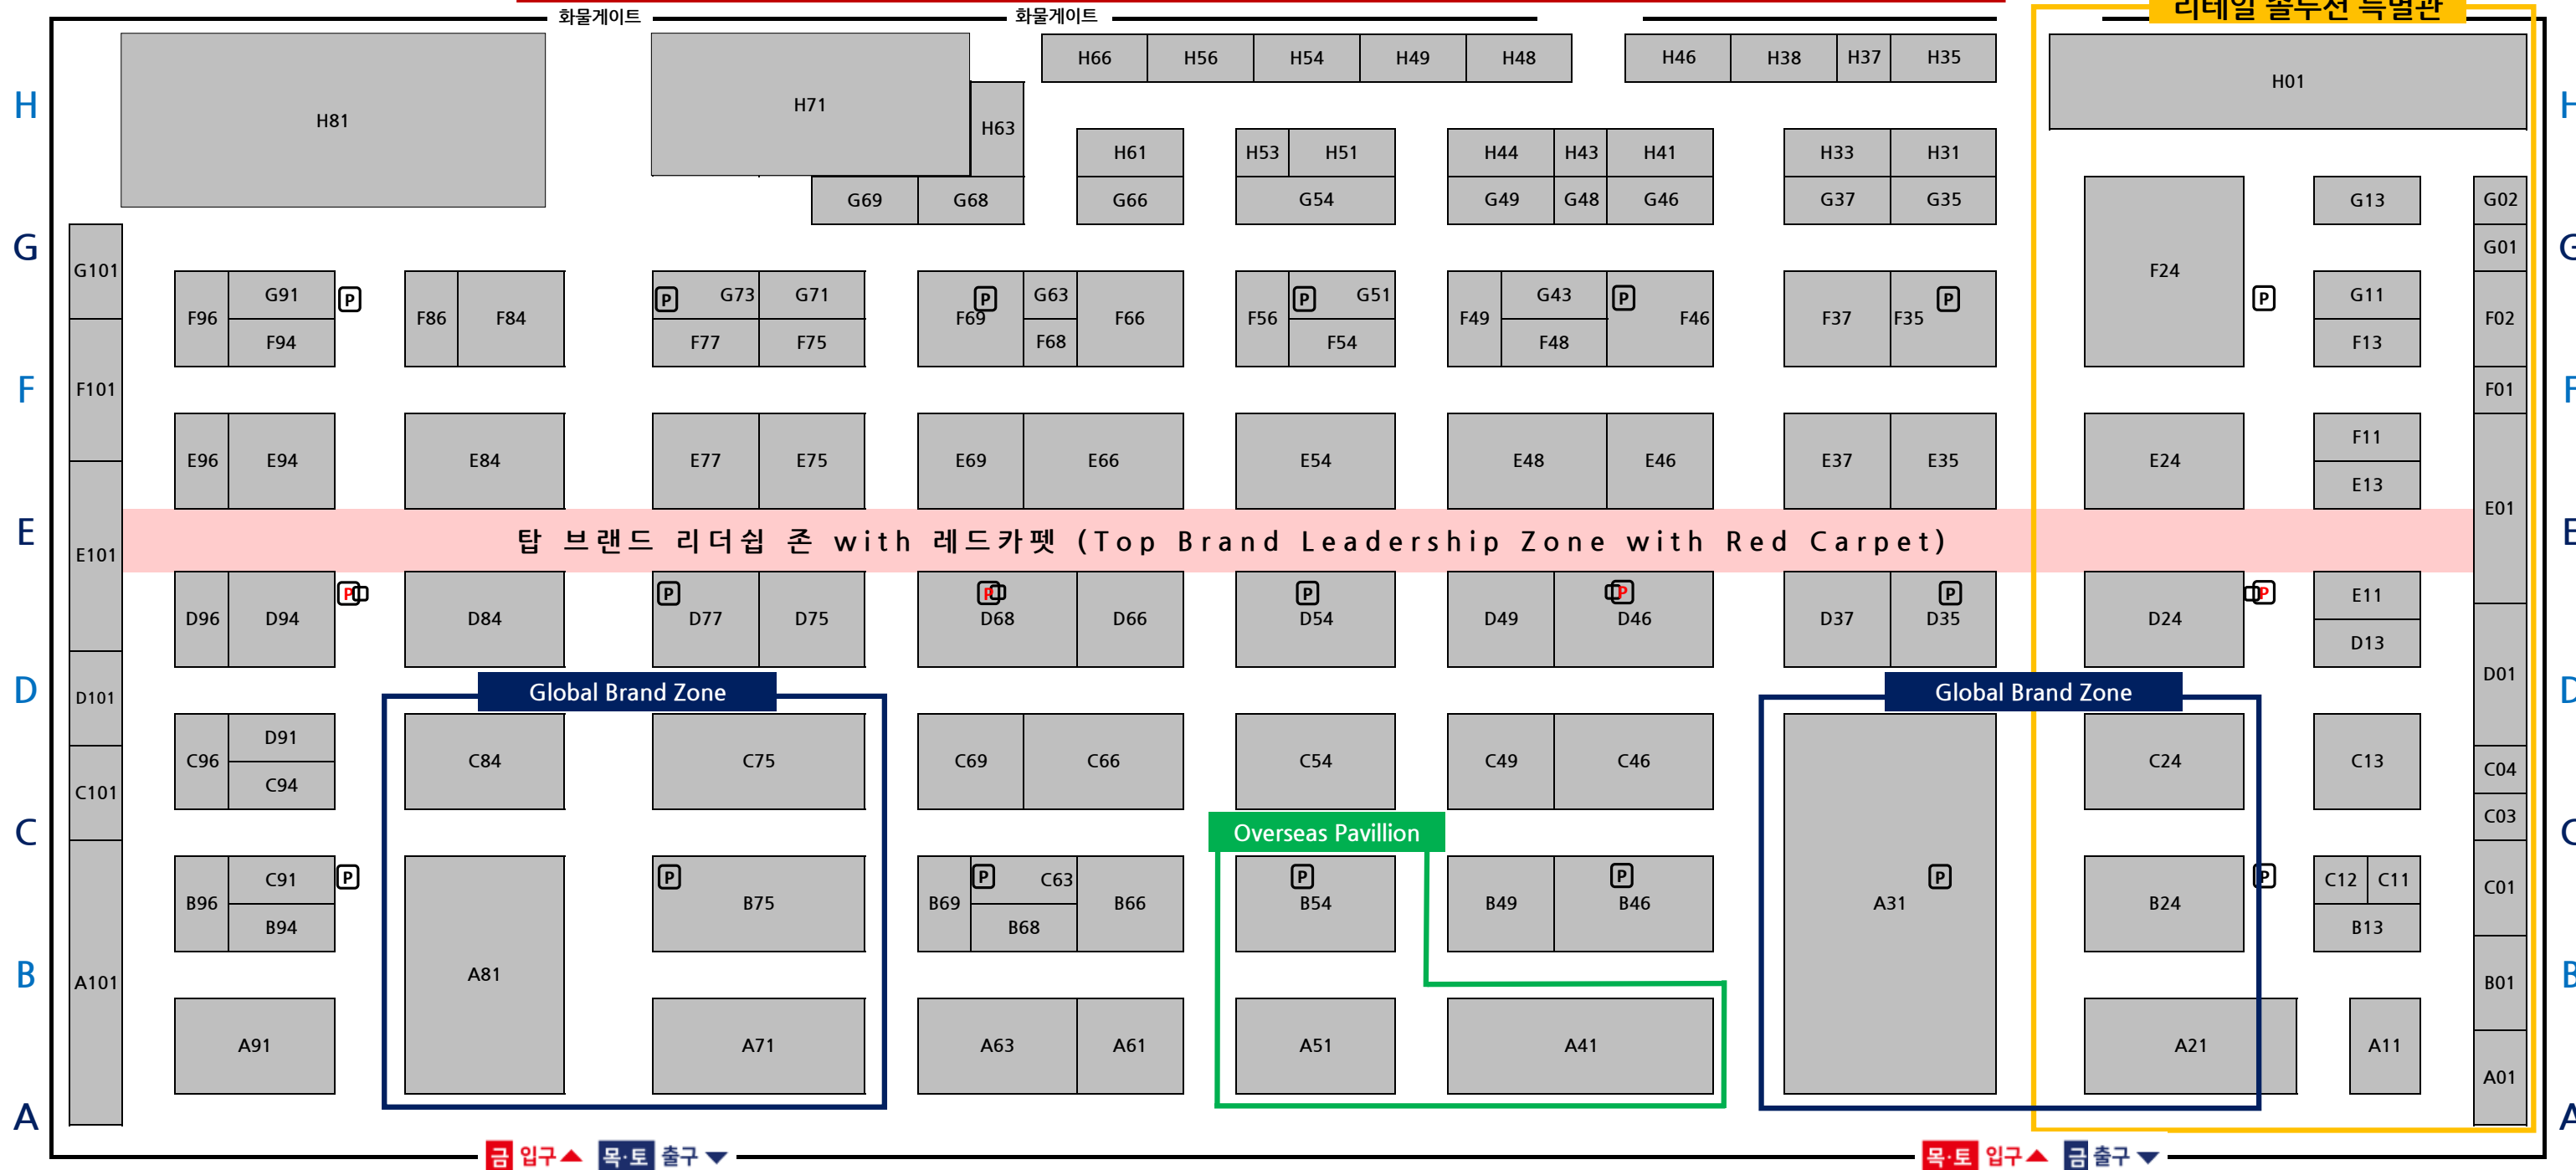 화물게이트 화물게이트 리테일 솔루션 특별관
H66 H56 H54 H49 H48 H46 H38 H37 H35
H01
H H81 H71 H63 H
H61 H53 H51 H44 H43 H41 H33 H31
G69 G68 G66 G54 G49 G48 G46 G37 G35 G13 G02
G G01 G
G101 F24
G91 P P G73 G71 P G63 P G51 G43 P P P G11
F96 F86 F84 F69 F66 F56 F49 F46 F37 F35 F02
F94 F77 F75 F68 F54 F48 F13
F F101 F01 F
F11
E96 E94 E84 E77 E75 E69 E66 E54 E48 E46 E37 E35 E24
E13
E01
E 탑 브랜드 리더쉽 존 with 레드카펫 (Top Brand Leadership Zone with Red Carpet) E
E101
P P P P P P P E11
D96 D94 D84 D77 D75 D68 D66 D54 D49 D46 D37 D35 D24
D13
D01
D D101 Global Brand Zone Global Brand Zone D
D91
C96 C84 C75 C69 C66 C54 C49 C46 C24 C13 C04
C101 C94
C03
C Overseas Pavillion C
C91 P P P C63 P P P P C12 C11 C01
B96 B75 B69 B66 B54 B49 B46 A31 B24
B94 B68 B13
B A101 A81 B01 B
A91 A71 A63 A61 A51 A41 A21 A11
A01
A A
금 입구 목·토 출구 목·토 입구 금 출구